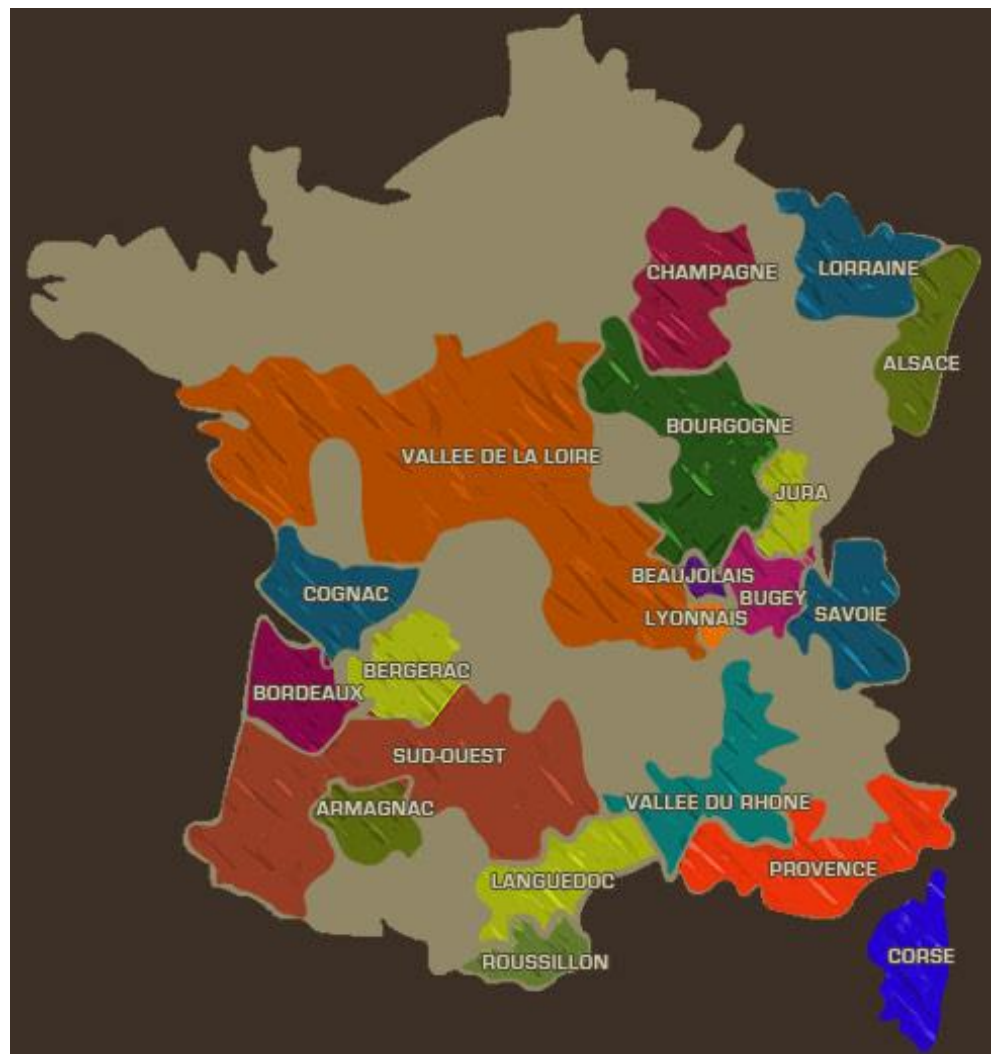 CHAMPAGNE
LORRAINE
ALSACE
BOURGOGNE
VALLEE DE LA LOIRE
JURA
BEAUJOLAIS
COGNAC
BUGEY
LYONNAIS
SAVOIE
BERGERAC
BORDEAUX
SUD-OUEST
VALLEE DU RHONE
ARMAGNAC
PROVENCE
LANGUEDOC
CORSE
ROUSSILLON